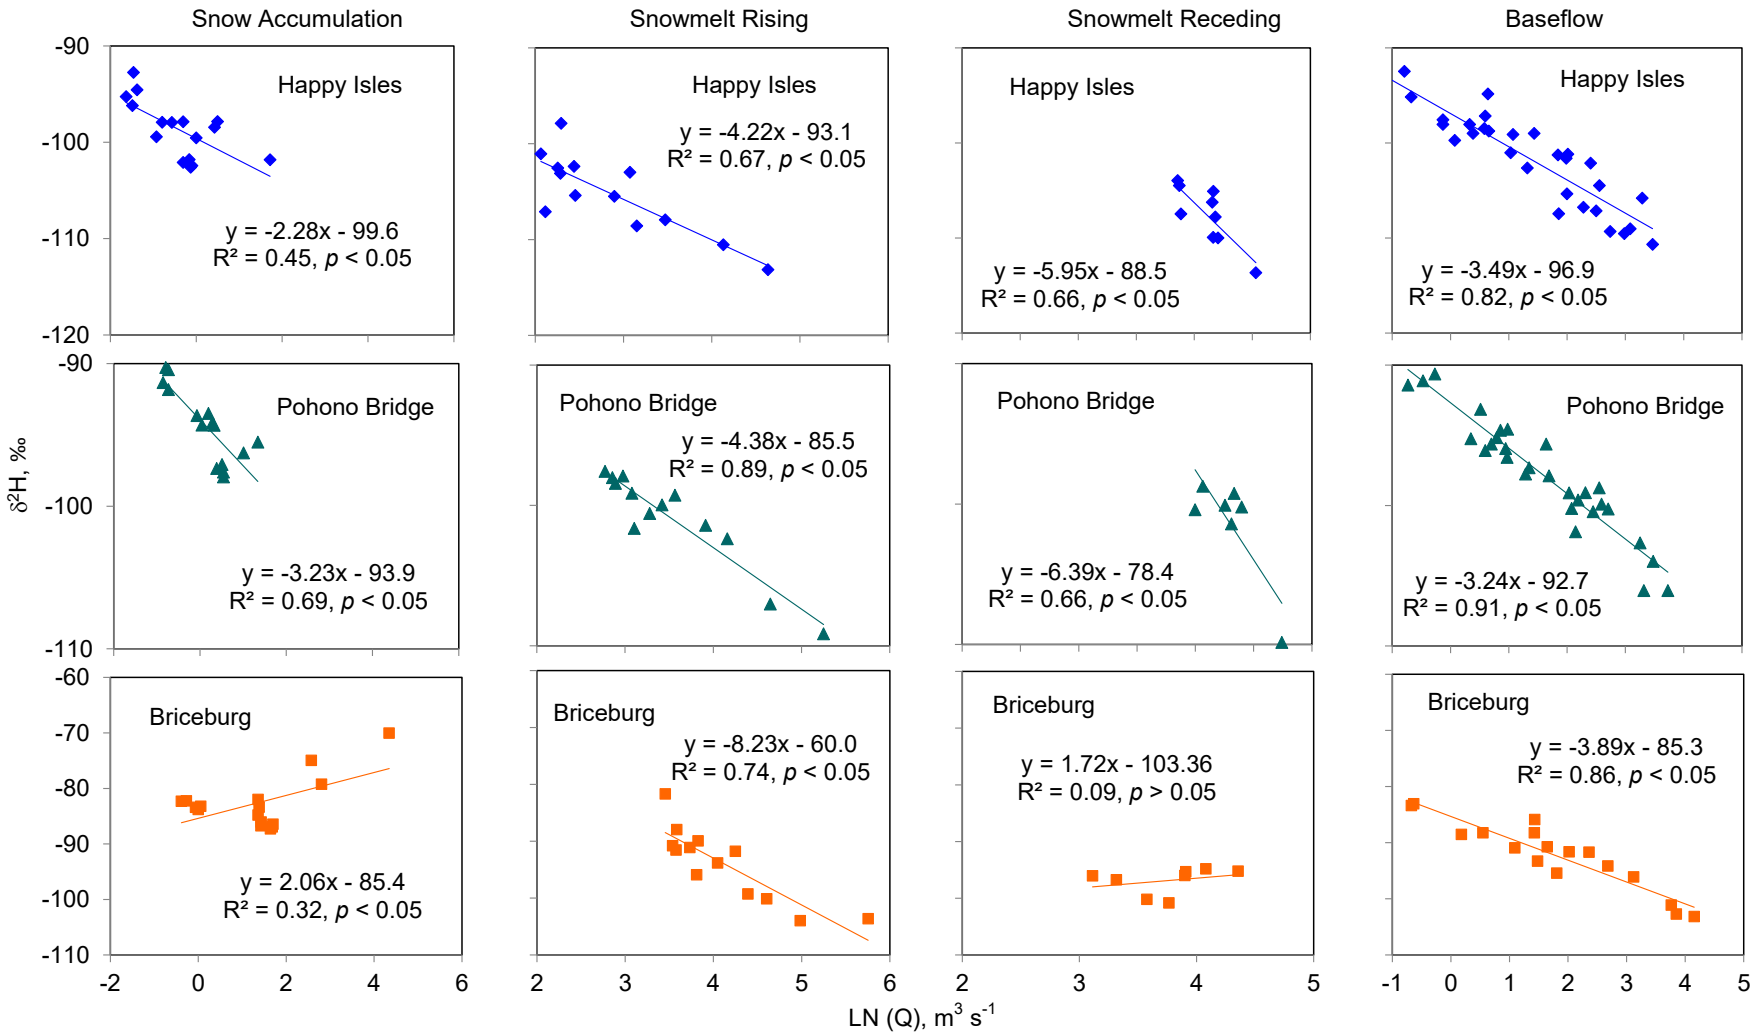 Snow Accumulation
Snowmelt Rising
Snowmelt Receding
Baseflow
-90
-100
-110
-120
Happy Isles
y = -2.28x - 99.6
R² = 0.45, p < 0.05
-2
0
2
4
6
Happy Isles
y = -4.22x - 93.1
R² = 0.67, p < 0.05
Happy Isles
y = -5.95x - 88.5
R² = 0.66, p < 0.05
Happy Isles
y = -3.49x - 96.9
R² = 0.82, p < 0.05
δ²H, ‰
-90
-100
-110
Pohono Bridge
y = -3.23x - 93.9
R² = 0.69, p < 0.05
Pohono Bridge
y = -4.38x - 85.5
R² = 0.89, p < 0.05
Pohono Bridge
y = -6.39x - 78.4
R² = 0.66, p < 0.05
Pohono Bridge
y = -3.24x - 92.7
R² = 0.91, p < 0.05
-60
-70
-80
-90
-100
-110
Briceburg
y = 2.06x - 85.4
R² = 0.32, p < 0.05
-2 0 2 4 6
Briceburg
y = -8.23x - 60.0
R² = 0.74, p < 0.05
2 3 4 5 6
Briceburg
y = 1.72x - 103.36
R² = 0.09, p > 0.05
2 3 4 5
Briceburg
y = -3.89x - 85.3
R² = 0.86, p < 0.05
-1 0 1 2 3 4 5
LN (Q), m³ s⁻¹